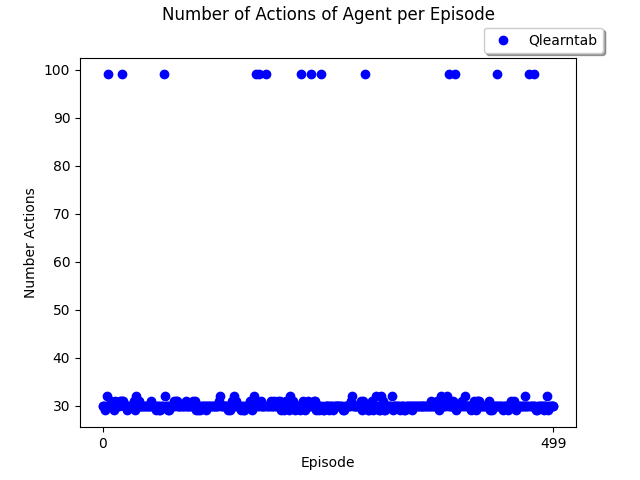 Number of Actions of Agent per Episode
Qlearntab
100
90
80
70
60
50
40
30
Number Actions
0
499
Episode